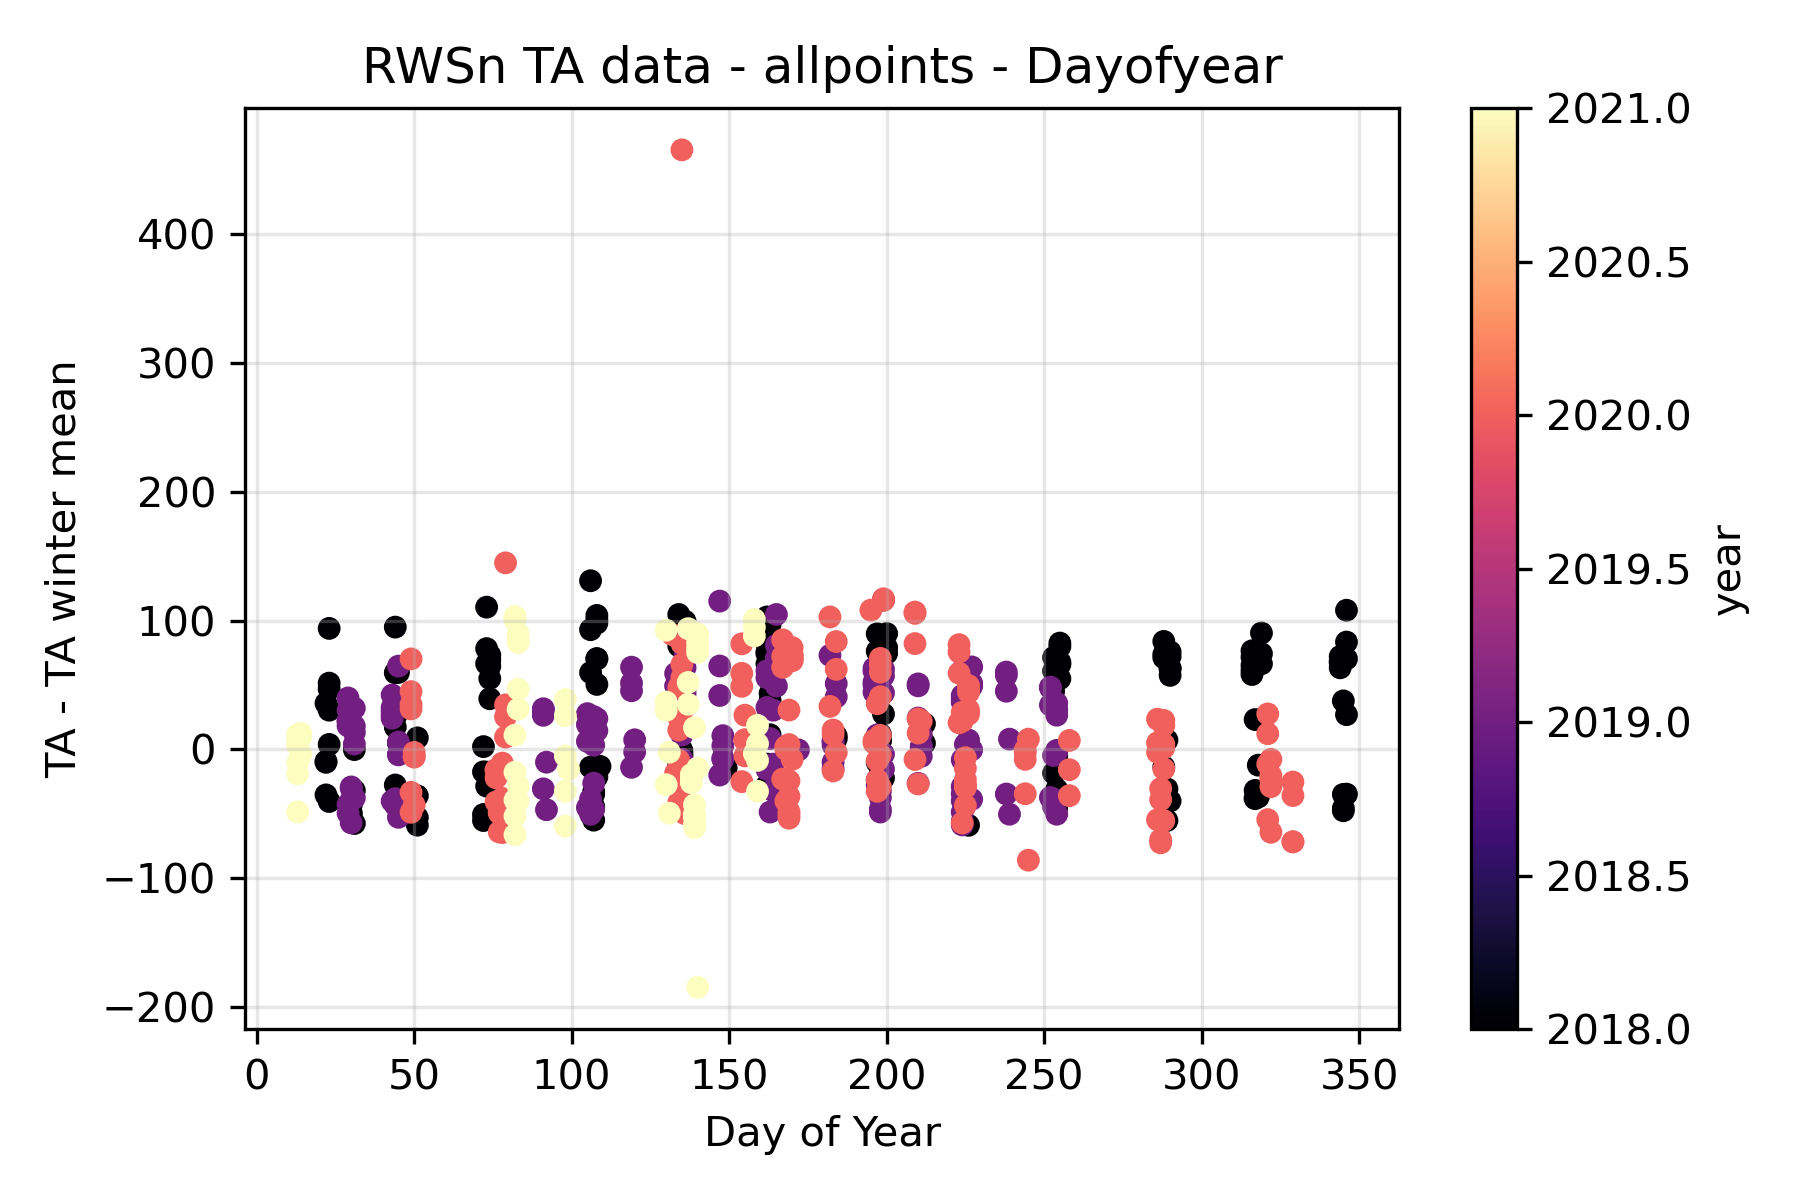 RWSn TA data - allpoints - Dayofyear
TA - TA winter mean
400
300
200
100
0
−100
−200
0 50 100 150 200 250 300 350
Day of Year
2021.0
2020.5
2020.0
2019.5
2019.0
2018.5
2018.0
year